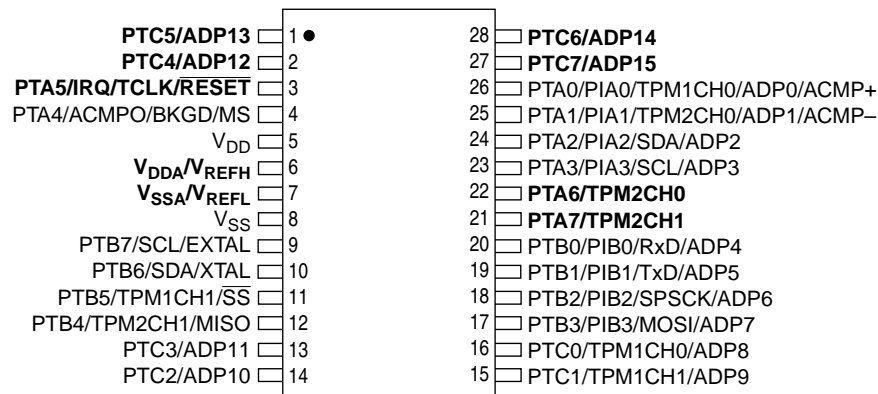 PTC5/ADP13 1 28 PTC6/ADP14
PTC4/ADP12 2 27 PTC7/ADP15
PTA5/IRQ/TCLK/RESET 3 26 PTA0/PIA0/TPM1CH0/ADP0/ACMP+
PTA4/ACMPO/BKGD/MS 4 25 PTA1/PIA1/TPM2CH0/ADP1/ACMP–
VDD 5 24 PTA2/PIA2/SDA/ADP2
VDDA/VREFH 6 23 PTA3/PIA3/SCL/ADP3
VSSA/VREFL 7 22 PTA6/TPM2CH0
VSS 8 21 PTA7/TPM2CH1
PTB7/SCL/EXTAL 9 20 PTB0/PIB0/RxD/ADP4
PTB6/SDA/XTAL 10 19 PTB1/PIB1/TxD/ADP5
PTB5/TPM1CH1/SS 11 18 PTB2/PIB2/SPSCK/ADP6
PTB4/TPM2CH1/MISO 12 17 PTB3/PIB3/MOSI/ADP7
PTC3/ADP11 13 16 PTC0/TPM1CH0/ADP8
PTC2/ADP10 14 15 PTC1/TPM1CH1/ADP9